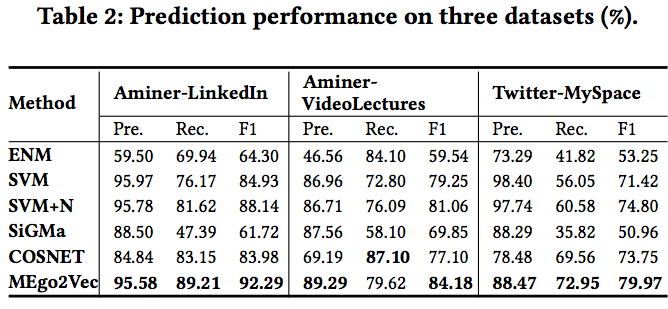 Table 2: Prediction performance on three datasets (%).
Method Aminer-LinkedIn Aminer-VideoLectures Twitter-MySpace
Pre. Rec. F1 Pre. Rec. F1 Pre. Rec. F1
ENM 59.50 69.94 64.30 46.56 84.10 59.54 73.29 41.82 53.25
SVM 95.97 76.17 84.93 86.96 72.80 79.25 98.40 56.05 71.42
SVM+N 95.78 81.62 88.14 86.71 76.09 81.06 97.74 60.58 74.80
SiGMa 88.50 47.39 61.72 87.56 58.10 69.85 88.29 35.82 50.96
COSNET 84.84 83.15 83.98 69.19 87.10 77.10 78.48 69.56 73.75
MEgo2Vec 95.58 89.21 92.29 89.29 79.62 84.18 88.47 72.95 79.97